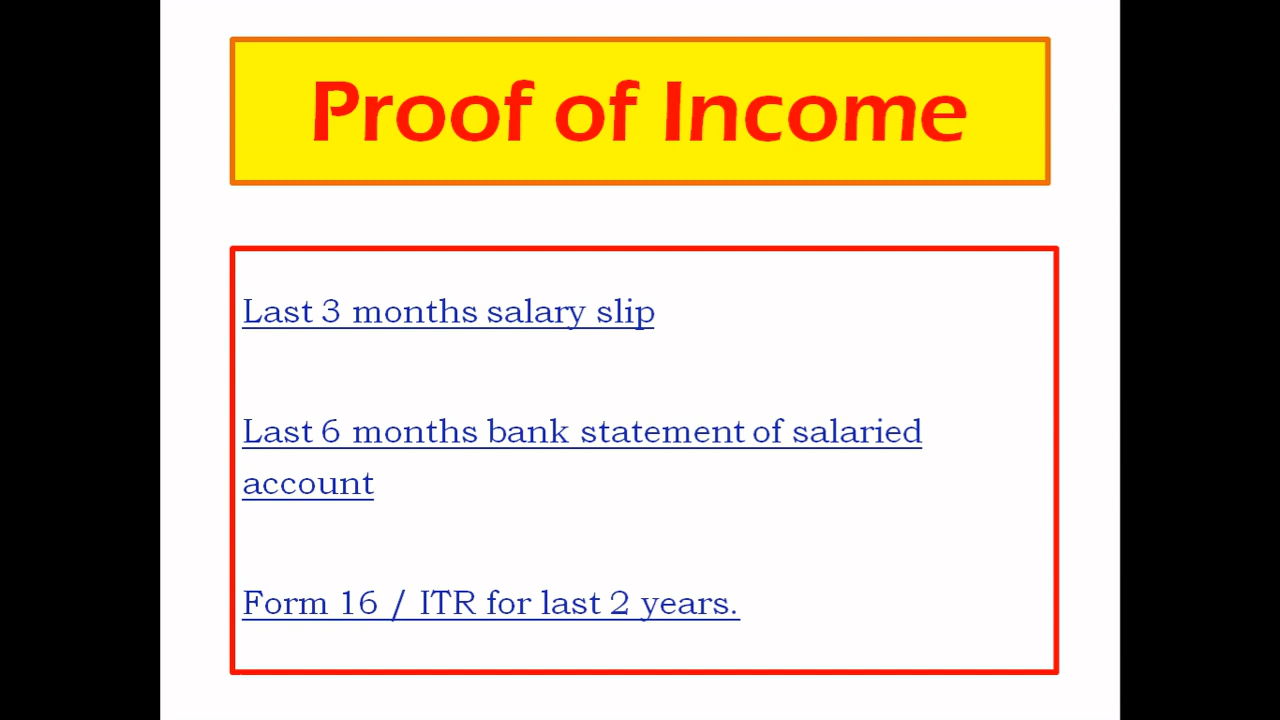 Proof of Income
Last 3 months salary slip
Last 6 months bank statement of salaried
account
Form 16 / ITR for last 2 years.